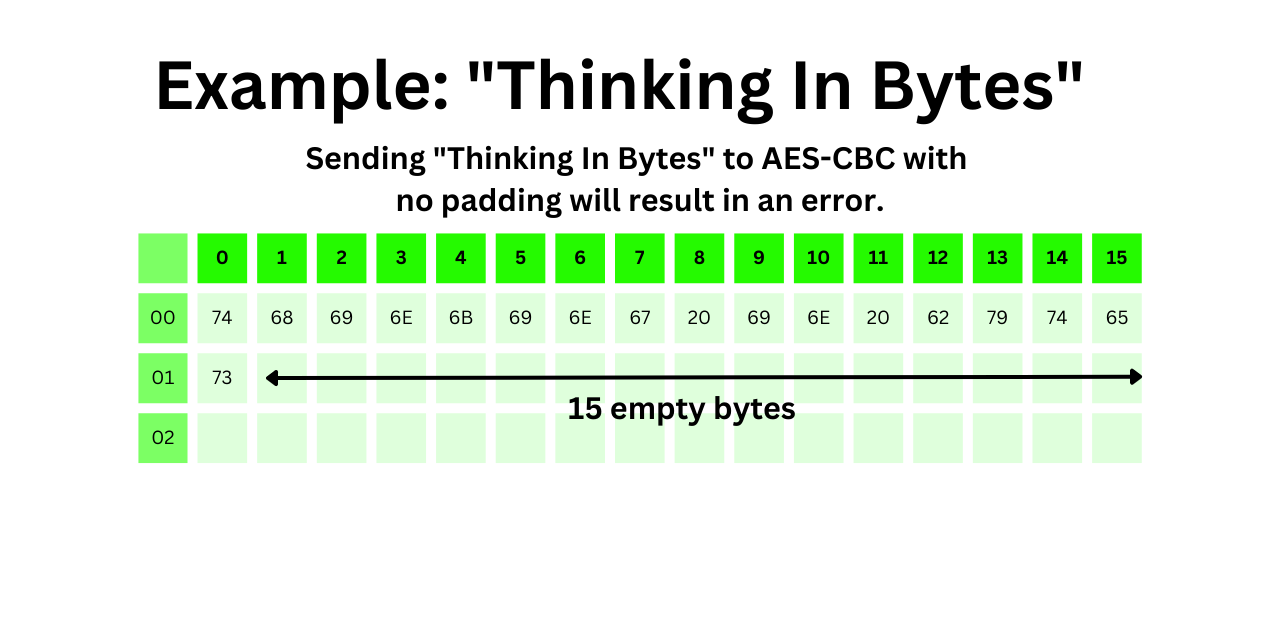 Example: "Thinking In Bytes"
Sending "Thinking In Bytes" to AES-CBC with
no padding will result in an error.
0 1 2 3 4 5 6 7 8 9 10 11 12 13 14 15
00 74 68 69 6E 6B 69 6E 67 20 69 6E 20 62 79 74 65
01 73
15 empty bytes
02